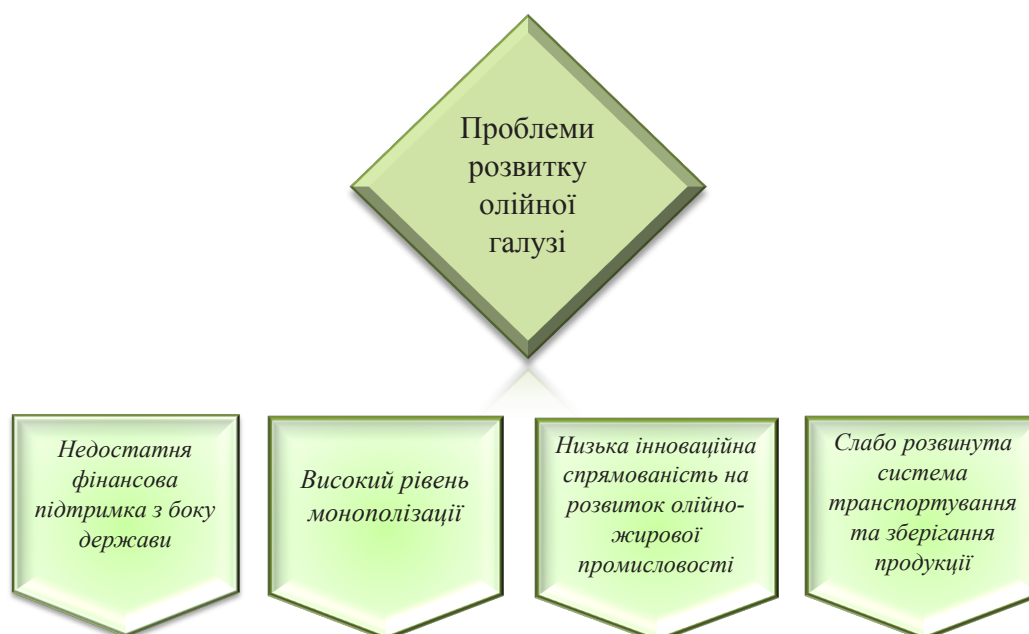 Проблеми
розвитку
олійної
галузі
Недостатня
фінансова
підтримка з боку
держави
Високий рівень
монополізації
Низька інноваційна
спрямованість на
розвиток олійно-
жирової
промисловості
Слабо розвинута
система
транспортування
та зберігання
продукції